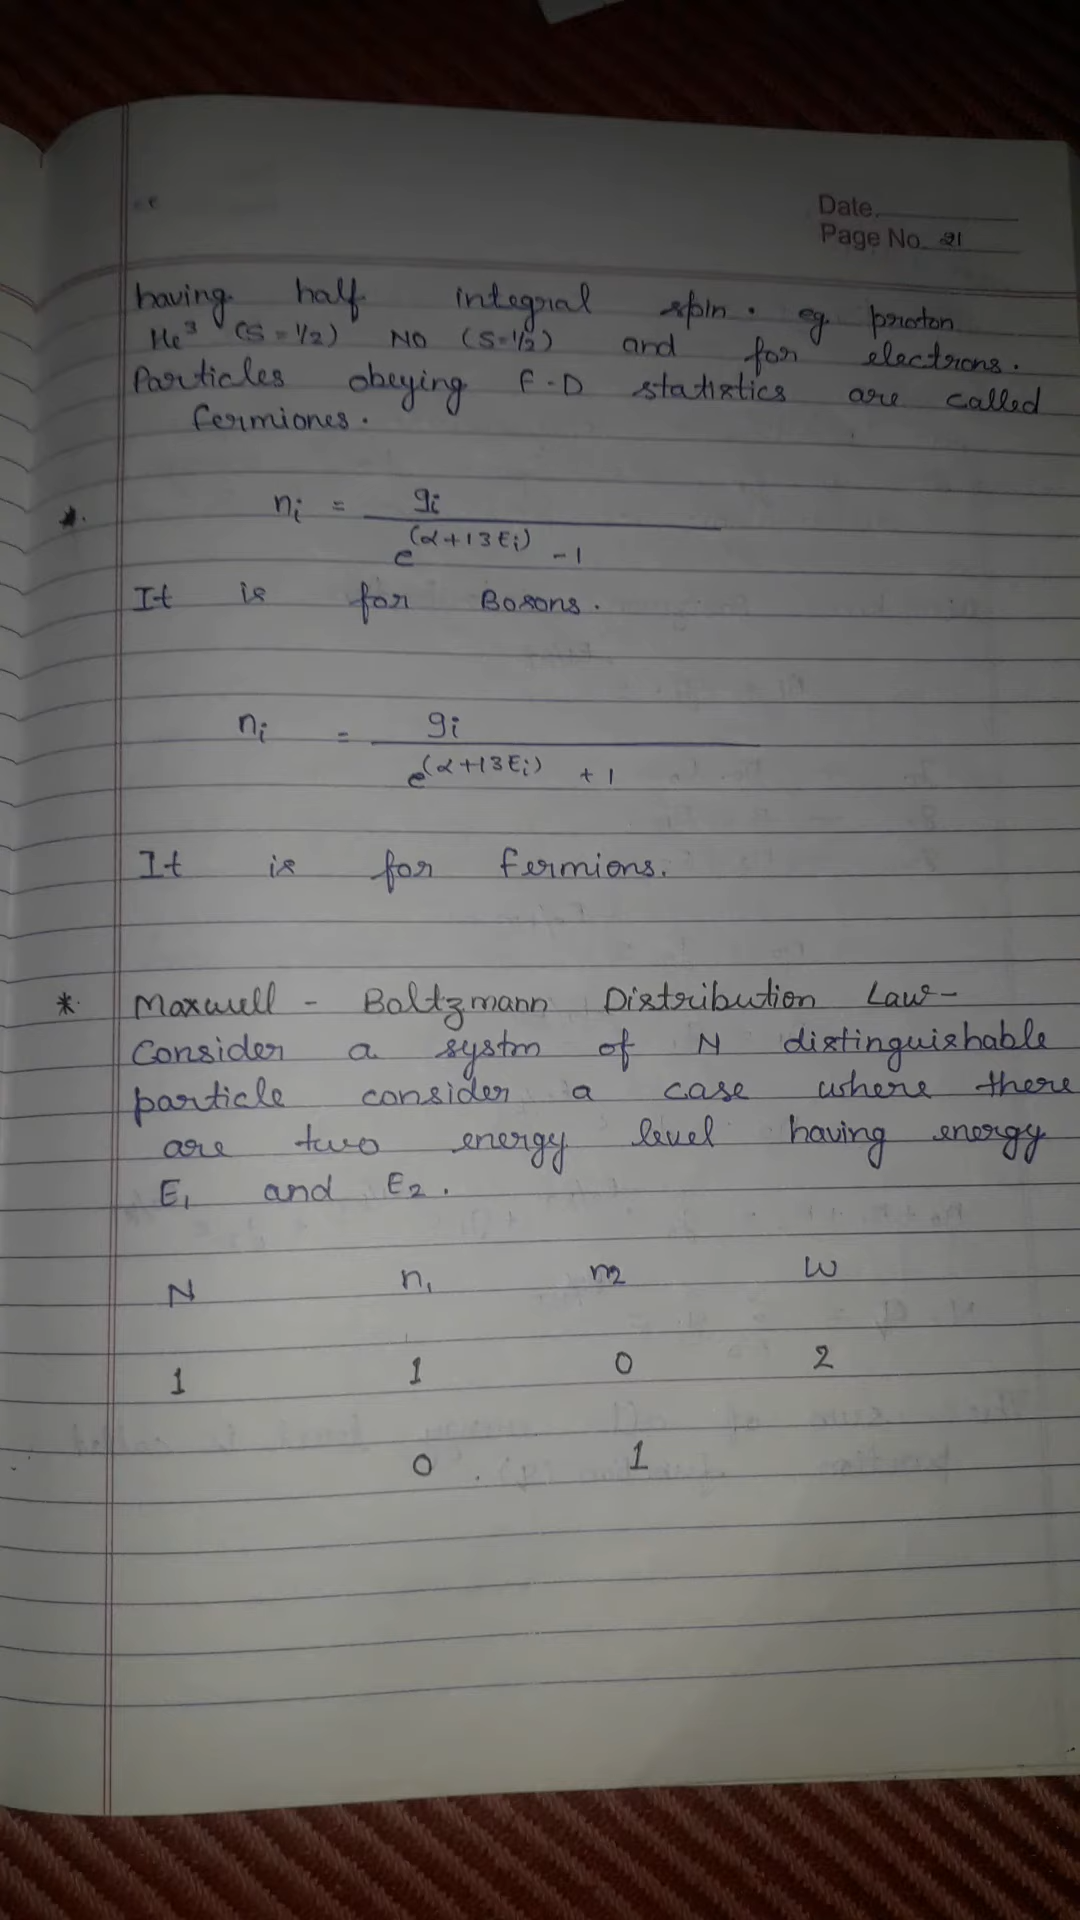 Date.
Page No. 21
having half integral spin. eg. proton
He³ (S = 1/2) NO (S=1/2) and for electrons.
Particles obeying F-D statistics are called
fermiones.
*. nᵢ = gᵢ
e^(α+13Eᵢ) - 1
It is for Bosons.
nᵢ = gᵢ
e^(α+13Eᵢ) + 1
It is for fermions.
*. Maxwell - Boltzmann Distribution Law-
Consider a systm of N distinguishable
particle consider a case where there
are two energy level having energy
E₁ and E₂.
N n₁ n2 W
1 1 0 2
0 . 1